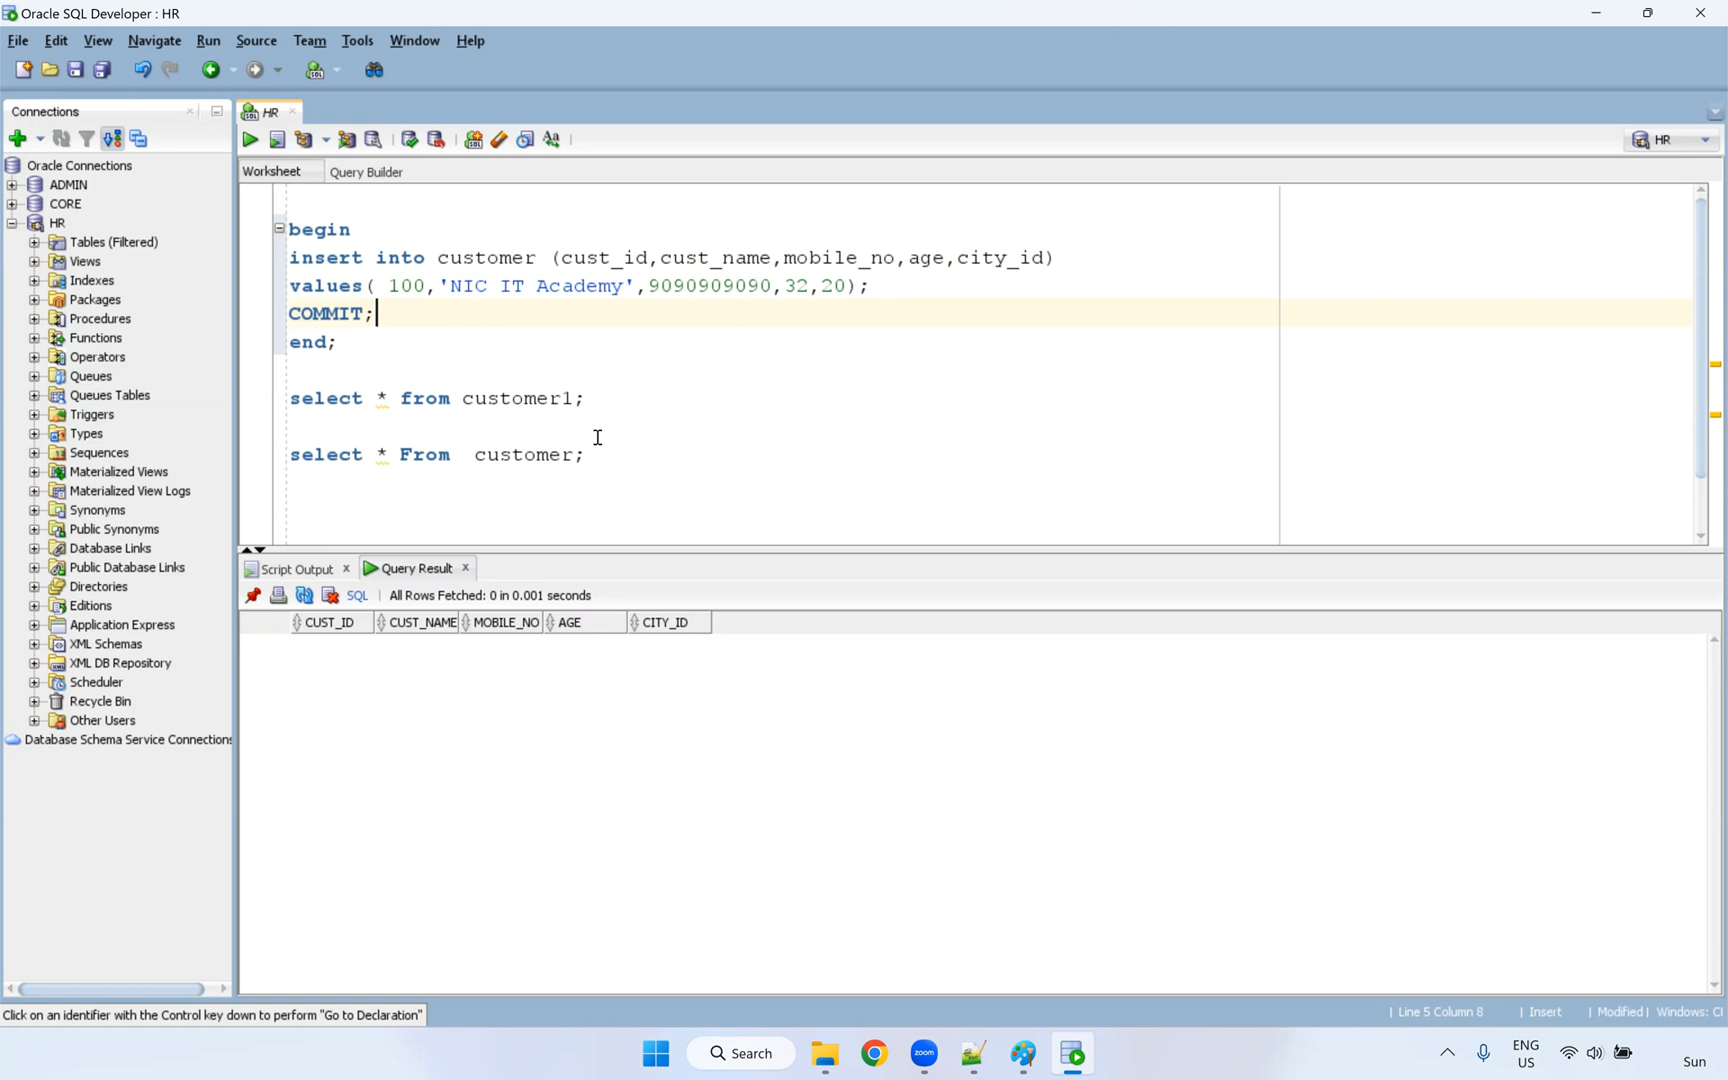 Oracle SQL Developer : HR
File Edit View Navigate Run Source Team Tools Window Help
Connections
HR
HR
Worksheet Query Builder
Oracle Connections
ADMIN
CORE
HR
Tables (Filtered)
Views
Indexes
Packages
Procedures
Functions
Operators
Queues
Queues Tables
Triggers
Types
Sequences
Materialized Views
Materialized View Logs
Synonyms
Public Synonyms
Database Links
Public Database Links
Directories
Editions
Application Express
XML Schemas
XML DB Repository
Scheduler
Recycle Bin
Other Users
Database Schema Service Connections
begin
insert into customer (cust_id,cust_name,mobile_no,age,city_id)
values( 100,'NIC IT Academy',9090909090,32,20);
COMMIT;
end;
select * from customer1;
select * From  customer;
Script Output Query Result
SQL All Rows Fetched: 0 in 0.001 seconds
CUST_ID CUST_NAME MOBILE_NO AGE CITY_ID
Click on an identifier with the Control key down to perform "Go to Declaration"
Line 5 Column 8 Insert Modified Windows: CI
Search
zoom
ENG
US
Sun